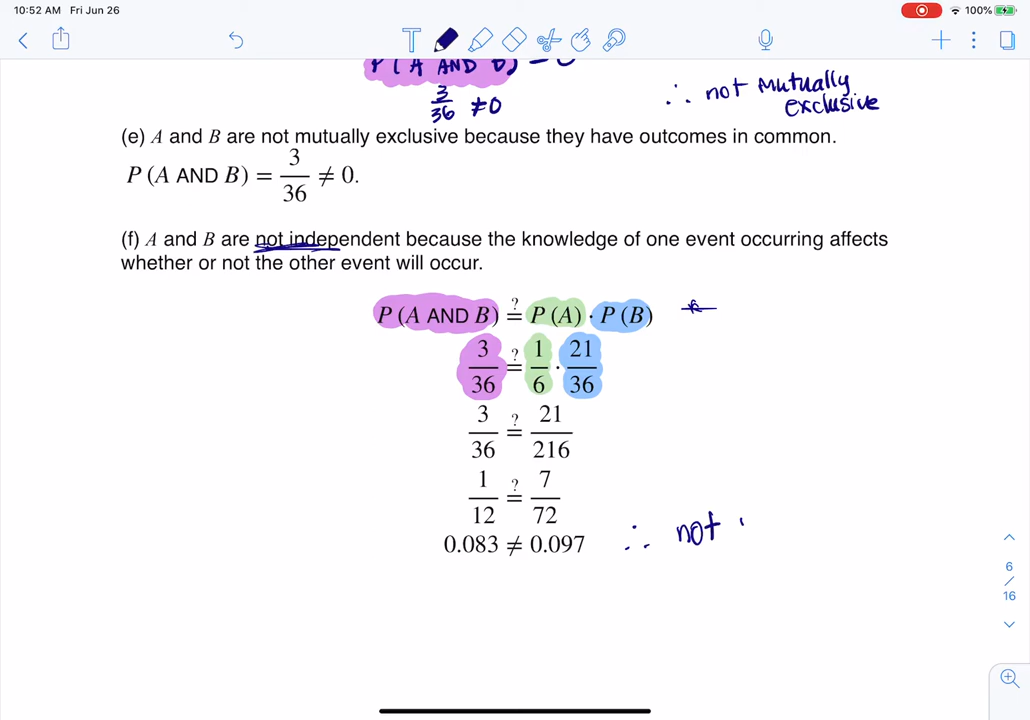 10:52 AM Fri Jun 26
100%
P ( A AND B) = 0
3/36 ≠0
∴ not Mutually
exclusive
(e) A and B are not mutually exclusive because they have outcomes in common.
P (A AND B) = 3/36 ≠ 0.
(f) A and B are not independent because the knowledge of one event occurring affects
whether or not the other event will occur.
P (A AND B) ?= P (A) · P (B)
3/36 ?= 1/6 · 21/36
3/36 ?= 21/216
1/12 ?= 7/72
0.083 ≠ 0.097
∴ not
6
/
16